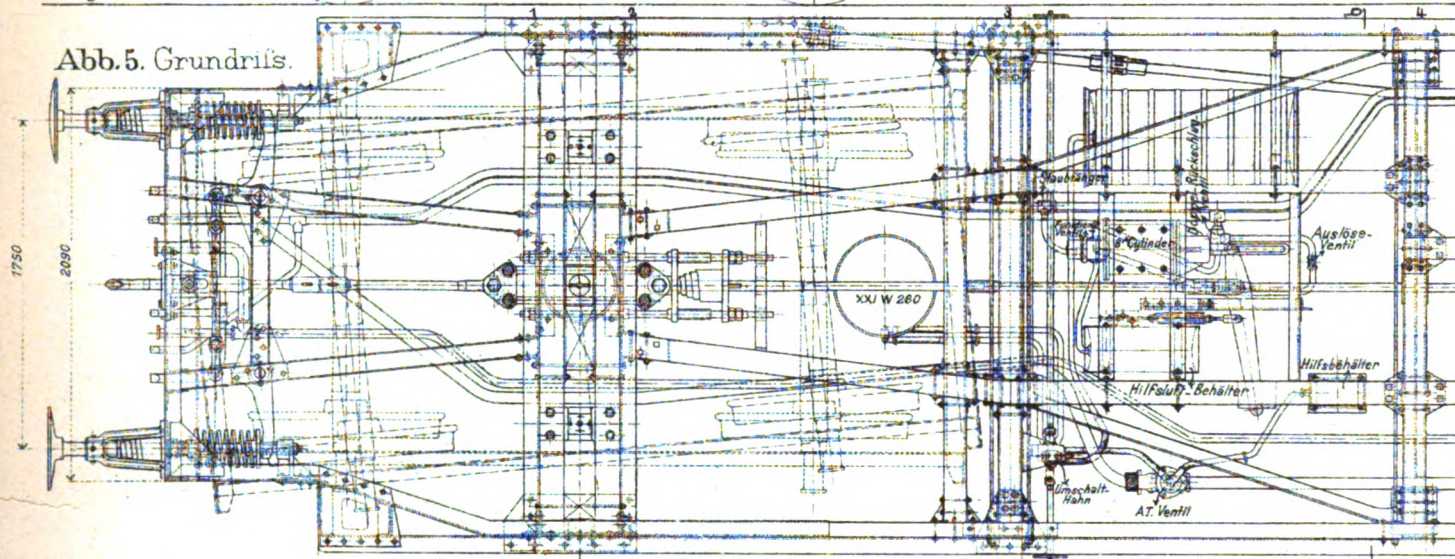 1
2
3
b
4
Abb. 5. Grundriſs.
Staubfänger
8" Cylinder
Auslöse-
Ventil
1750
2090
XXI W 260
Hilfsbehälter
Hilfsluft-Behälter
Umschalt-
Hahn
A.T. Ventil